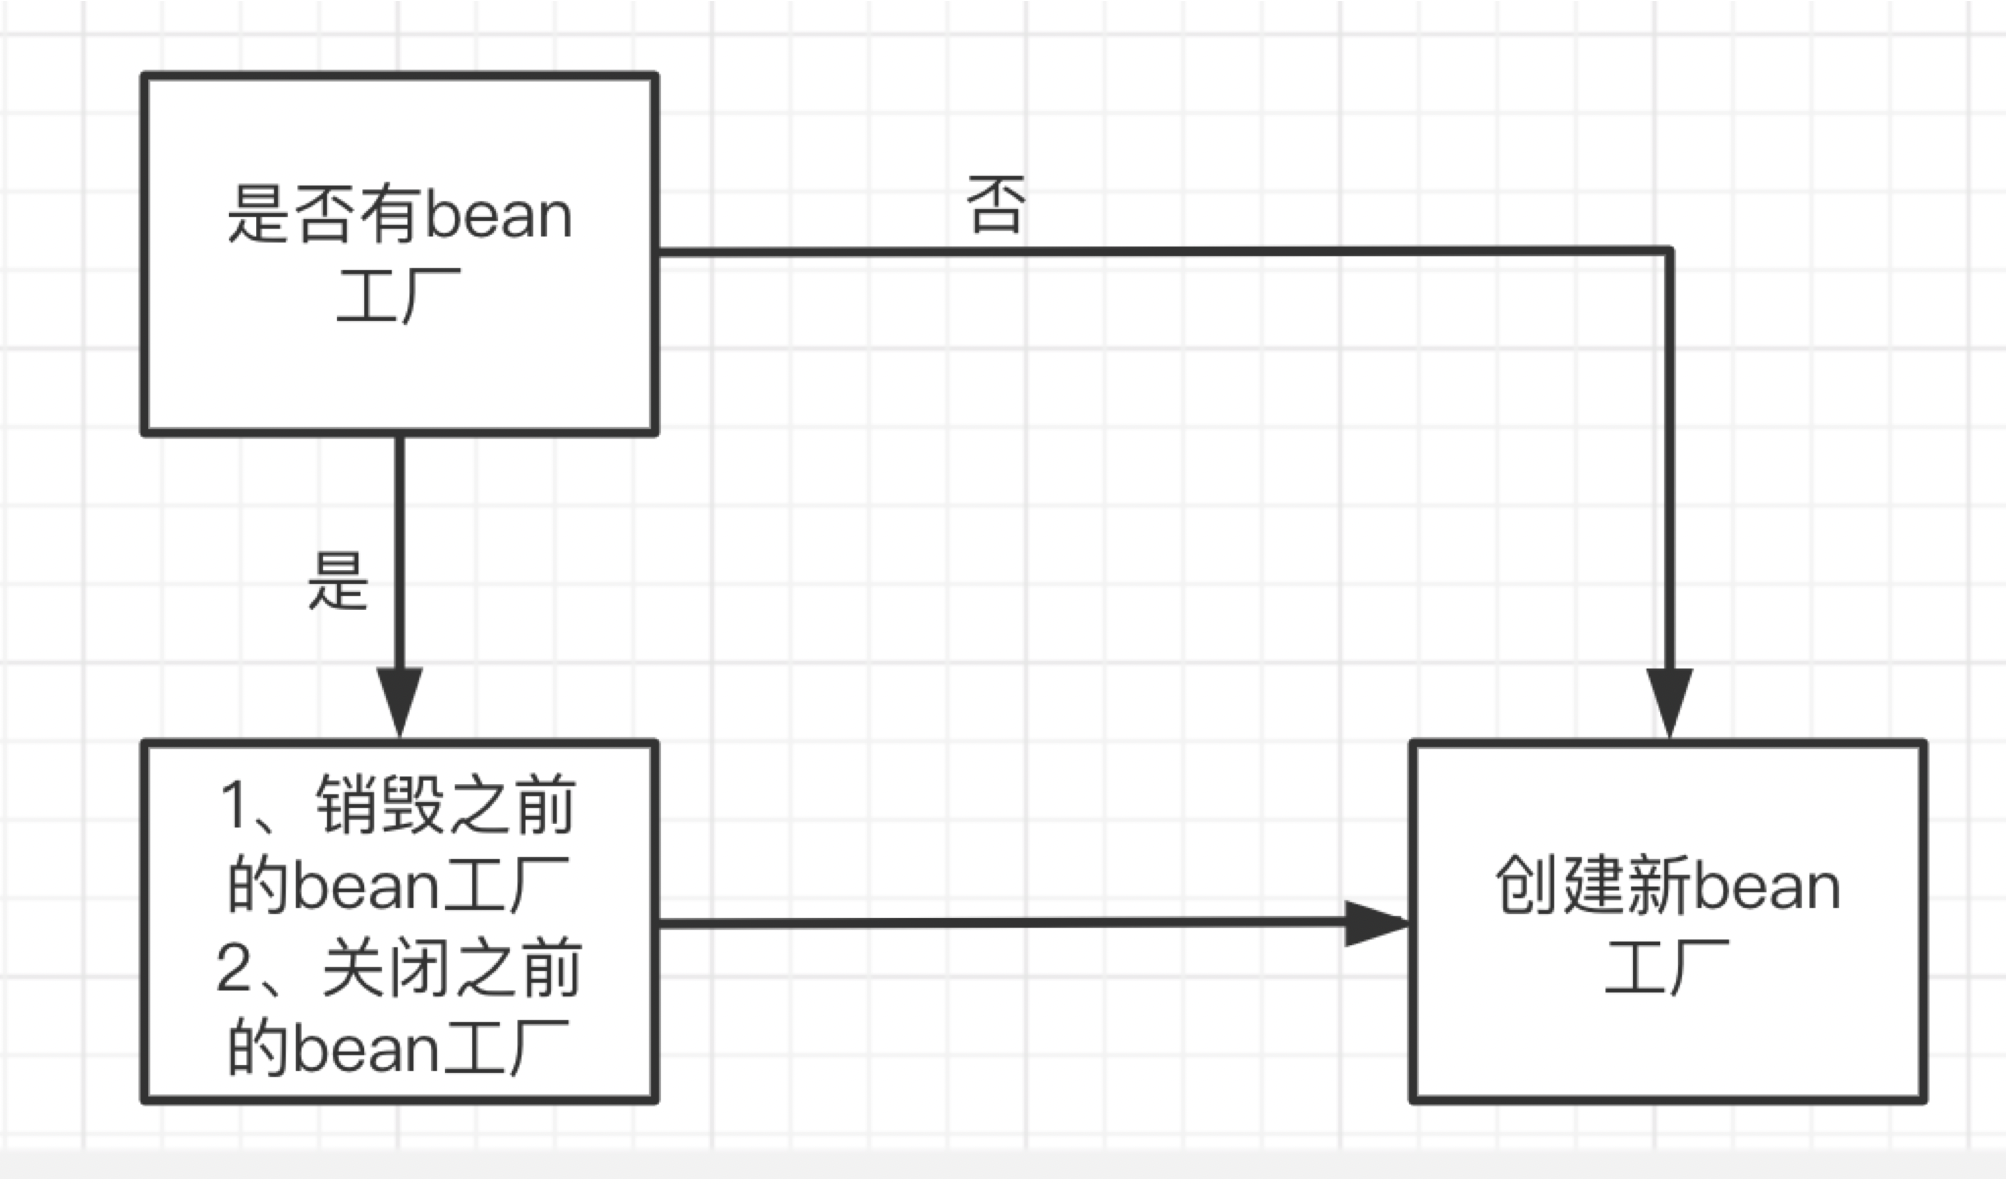 是否有bean
工厂
否
是
1、销毁之前
的bean工厂
2、关闭之前
的bean工厂
创建新bean
工厂